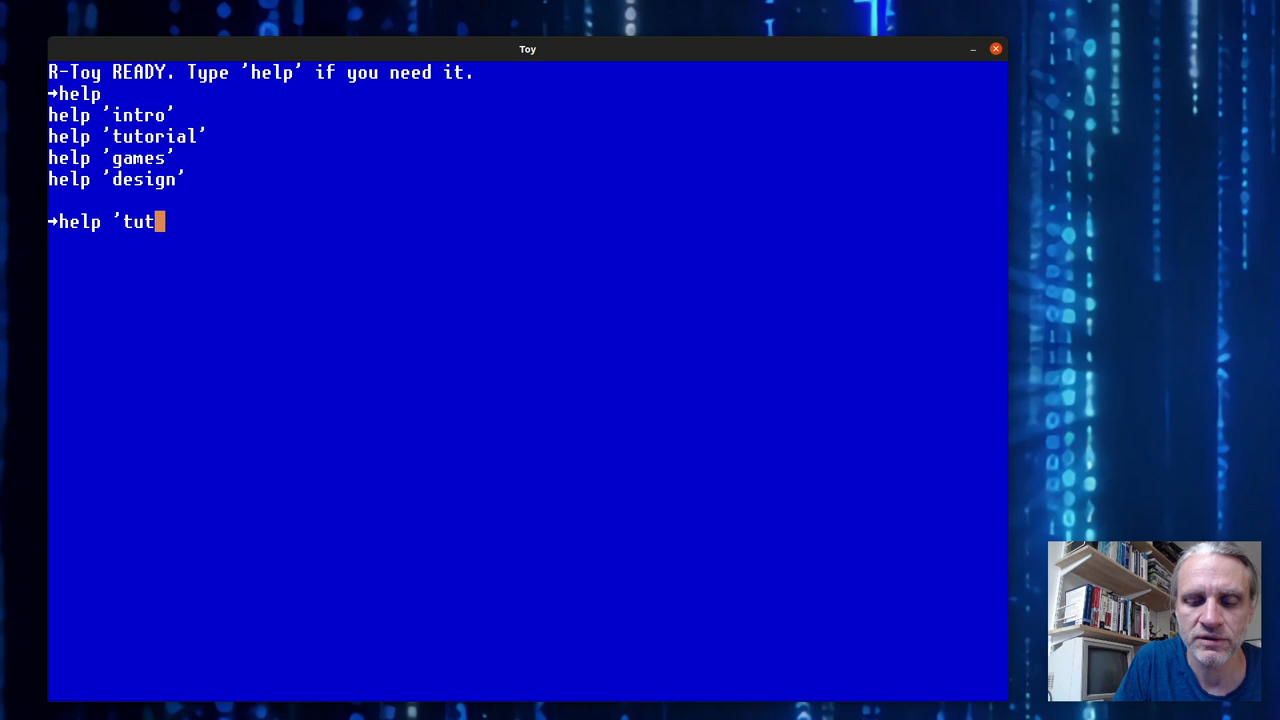 Toy
R-Toy READY. Type 'help' if you need it.
→help
help 'intro'
help 'tutorial'
help 'games'
help 'design'
→help 'tut